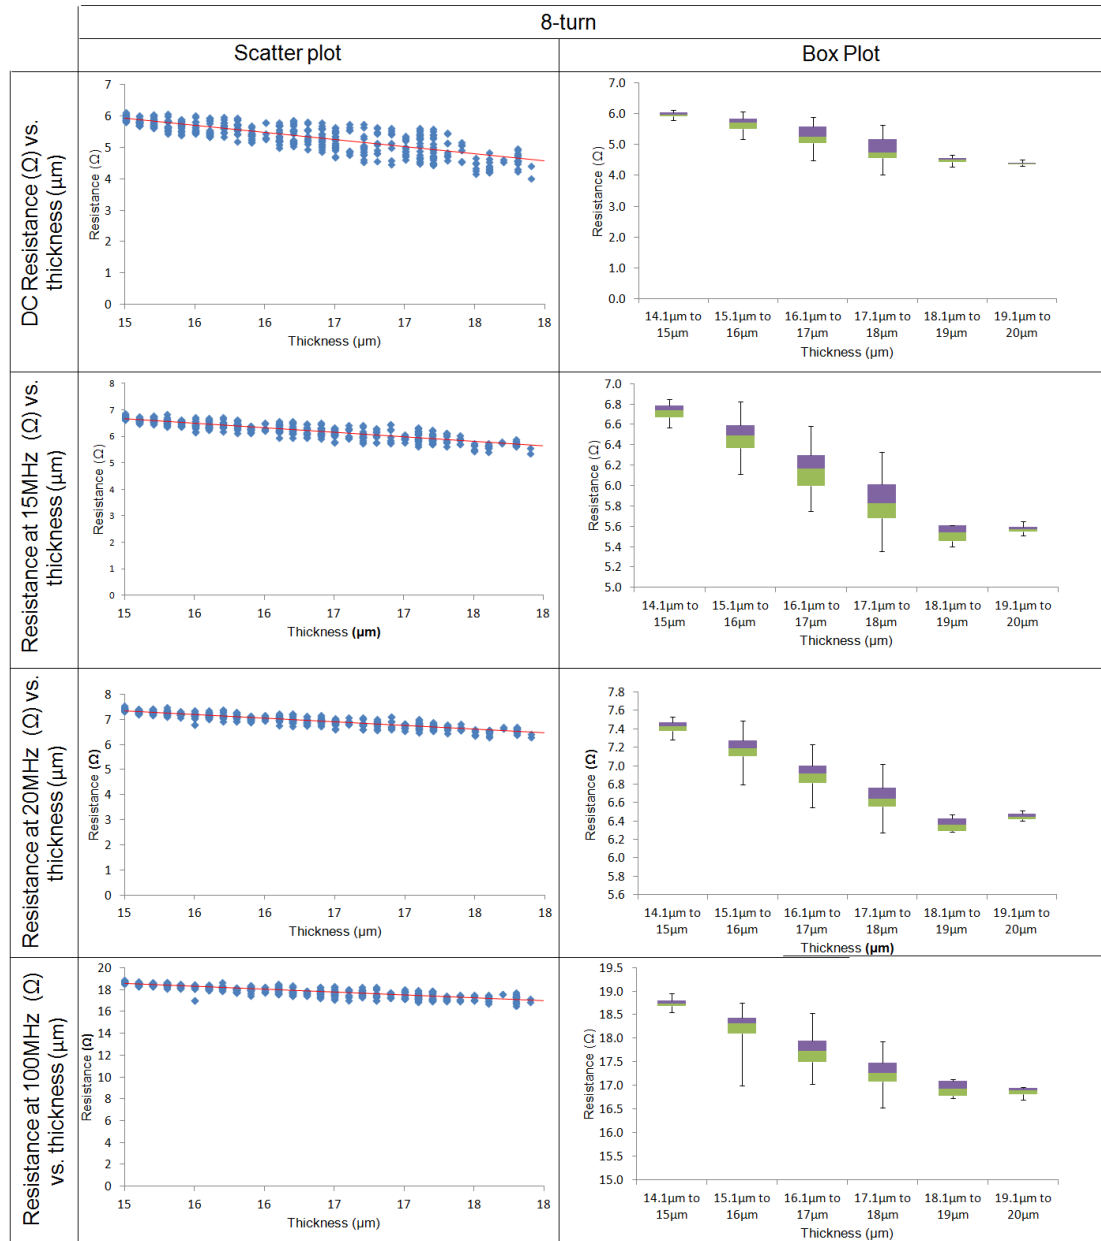 8-turn
Scatter plot
Box Plot
DC Resistance (Ω) vs.
thickness (µm)
7
6
5
4
3
2
1
0
Resistance (Ω)
15
16
16
17
17
18
18
Thickness (µm)
7.0
6.0
5.0
4.0
3.0
2.0
1.0
0.0
Resistance (Ω)
14.1µm to
15µm
15.1µm to
16µm
16.1µm to
17µm
17.1µm to
18µm
18.1µm to
19µm
19.1µm to
20µm
Thickness (µm)
Resistance at 15MHz (Ω) vs.
thickness (µm)
8
7
6
5
4
3
2
1
0
Resistance (Ω)
15
16
16
17
17
18
18
Thickness (µm)
7.0
6.8
6.6
6.4
6.2
6.0
5.8
5.6
5.4
5.2
5.0
Resistance (Ω)
14.1µm to
15µm
15.1µm to
16µm
16.1µm to
17µm
17.1µm to
18µm
18.1µm to
19µm
19.1µm to
20µm
Thickness (µm)
Resistance at 20MHz (Ω) vs.
thickness (µm)
8
7
6
5
4
3
2
1
0
Resistance (Ω)
15
16
16
17
17
18
18
Thickness (µm)
7.8
7.6
7.4
7.2
7.0
6.8
6.6
6.4
6.2
6.0
5.8
5.6
Resistance (Ω)
14.1µm to
15µm
15.1µm to
16µm
16.1µm to
17µm
17.1µm to
18µm
18.1µm to
19µm
19.1µm to
20µm
Thickness (µm)
Resistance at 100MHz (Ω)
vs. thickness (µm)
20
18
16
14
12
10
8
6
4
2
0
Resistance (Ω)
15
16
16
17
17
18
18
Thickness (µm)
19.5
19.0
18.5
18.0
17.5
17.0
16.5
16.0
15.5
15.0
Resistance (Ω)
14.1µm to
15µm
15.1µm to
16µm
16.1µm to
17µm
17.1µm to
18µm
18.1µm to
19µm
19.1µm to
20µm
Thickness (µm)